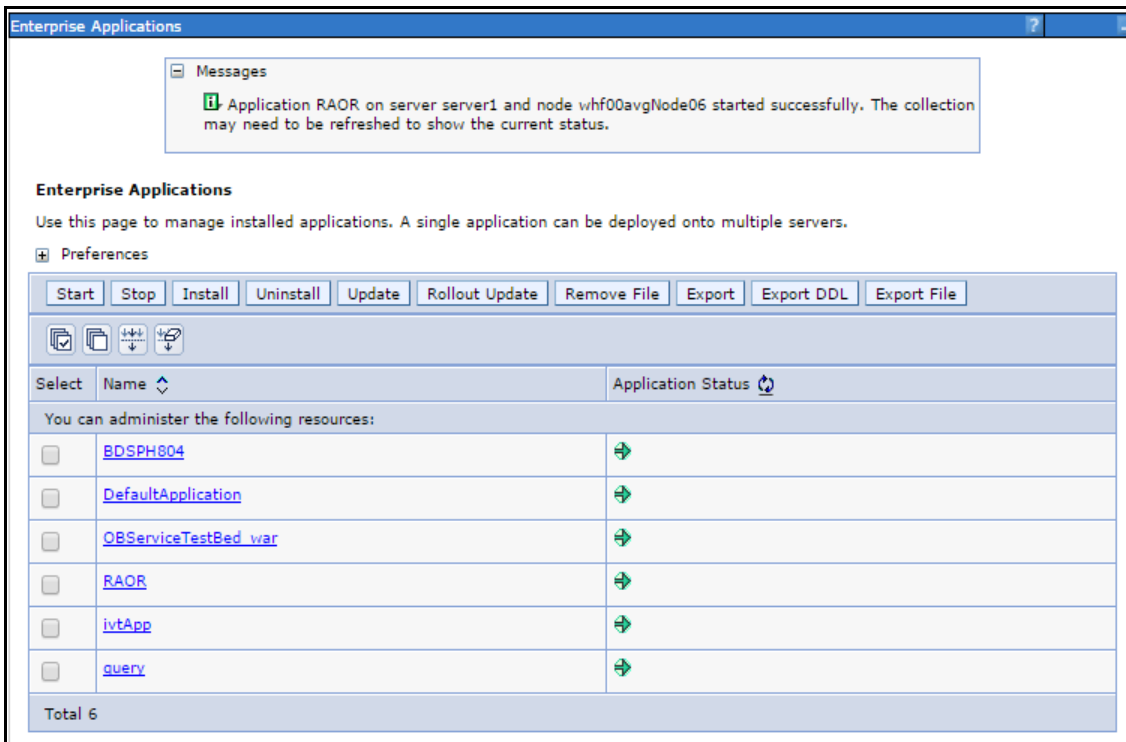 Enterprise Applications ?
Messages
Application RAOR on server server1 and node whf00avgNode06 started successfully. The collection
may need to be refreshed to show the current status.
Enterprise Applications
Use this page to manage installed applications. A single application can be deployed onto multiple servers.
Preferences
Start Stop Install Uninstall Update Rollout Update Remove File Export Export DDL Export File
Select Name Application Status
You can administer the following resources:
BDSPH804
DefaultApplication
OBServiceTestBed_war
RAOR
ivtApp
query
Total 6